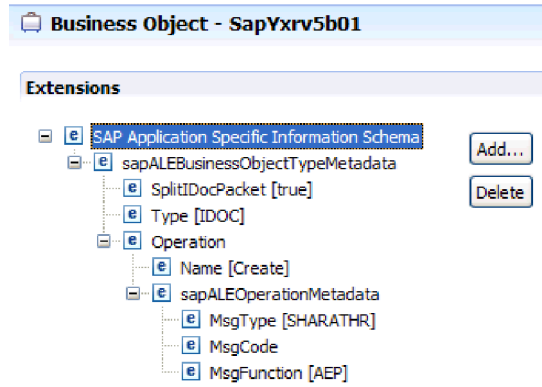 Business Object - SapYxrv5b01
Extensions
SAP Application Specific Information Schema
Add...
sapALEBusinessObjectTypeMetadata
SplitIDocPacket [true]
Delete
Type [IDOC]
Operation
Name [Create]
sapALEOperationMetadata
MsgType [SHARATHR]
MsgCode
MsgFunction [AEP]